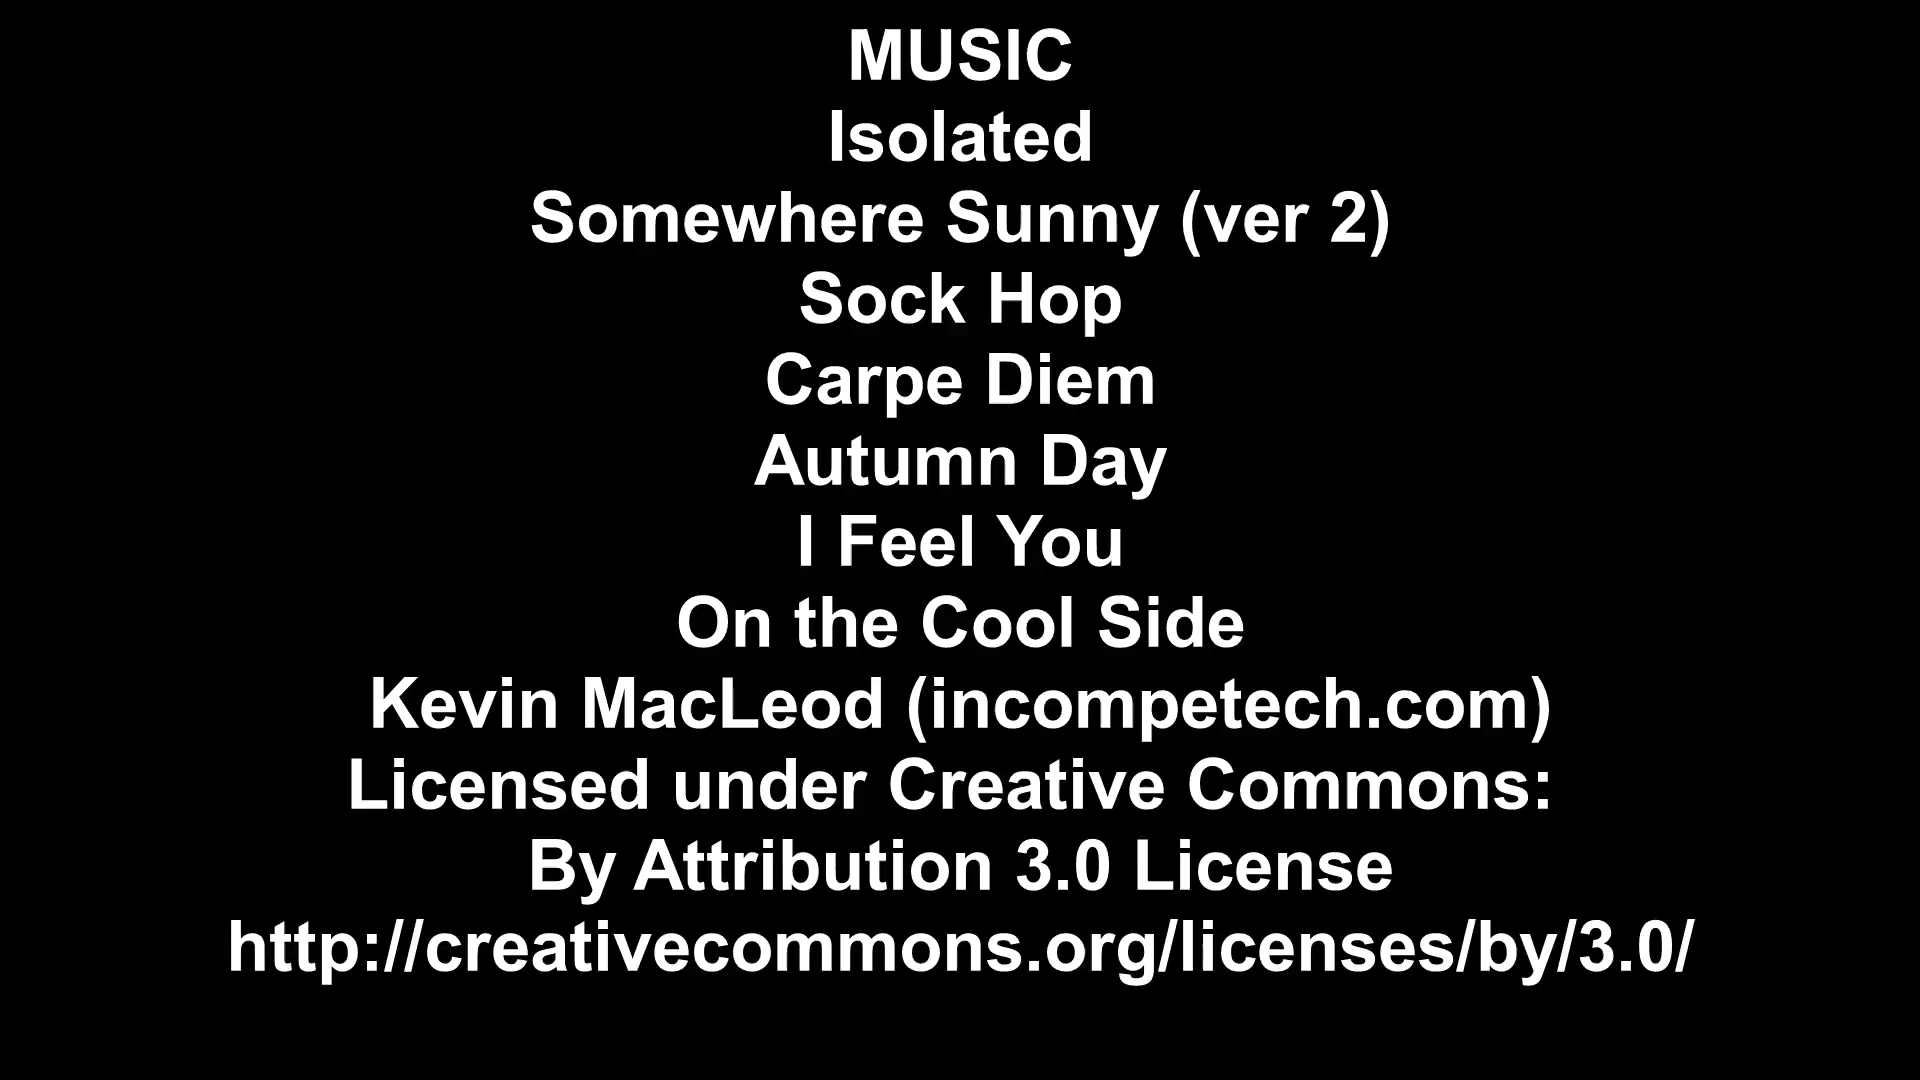 MUSIC
Isolated
Somewhere Sunny (ver 2)
Sock Hop
Carpe Diem
Autumn Day
I Feel You
On the Cool Side
Kevin MacLeod (incompetech.com)
Licensed under Creative Commons:
By Attribution 3.0 License
http://creativecommons.org/licenses/by/3.0/